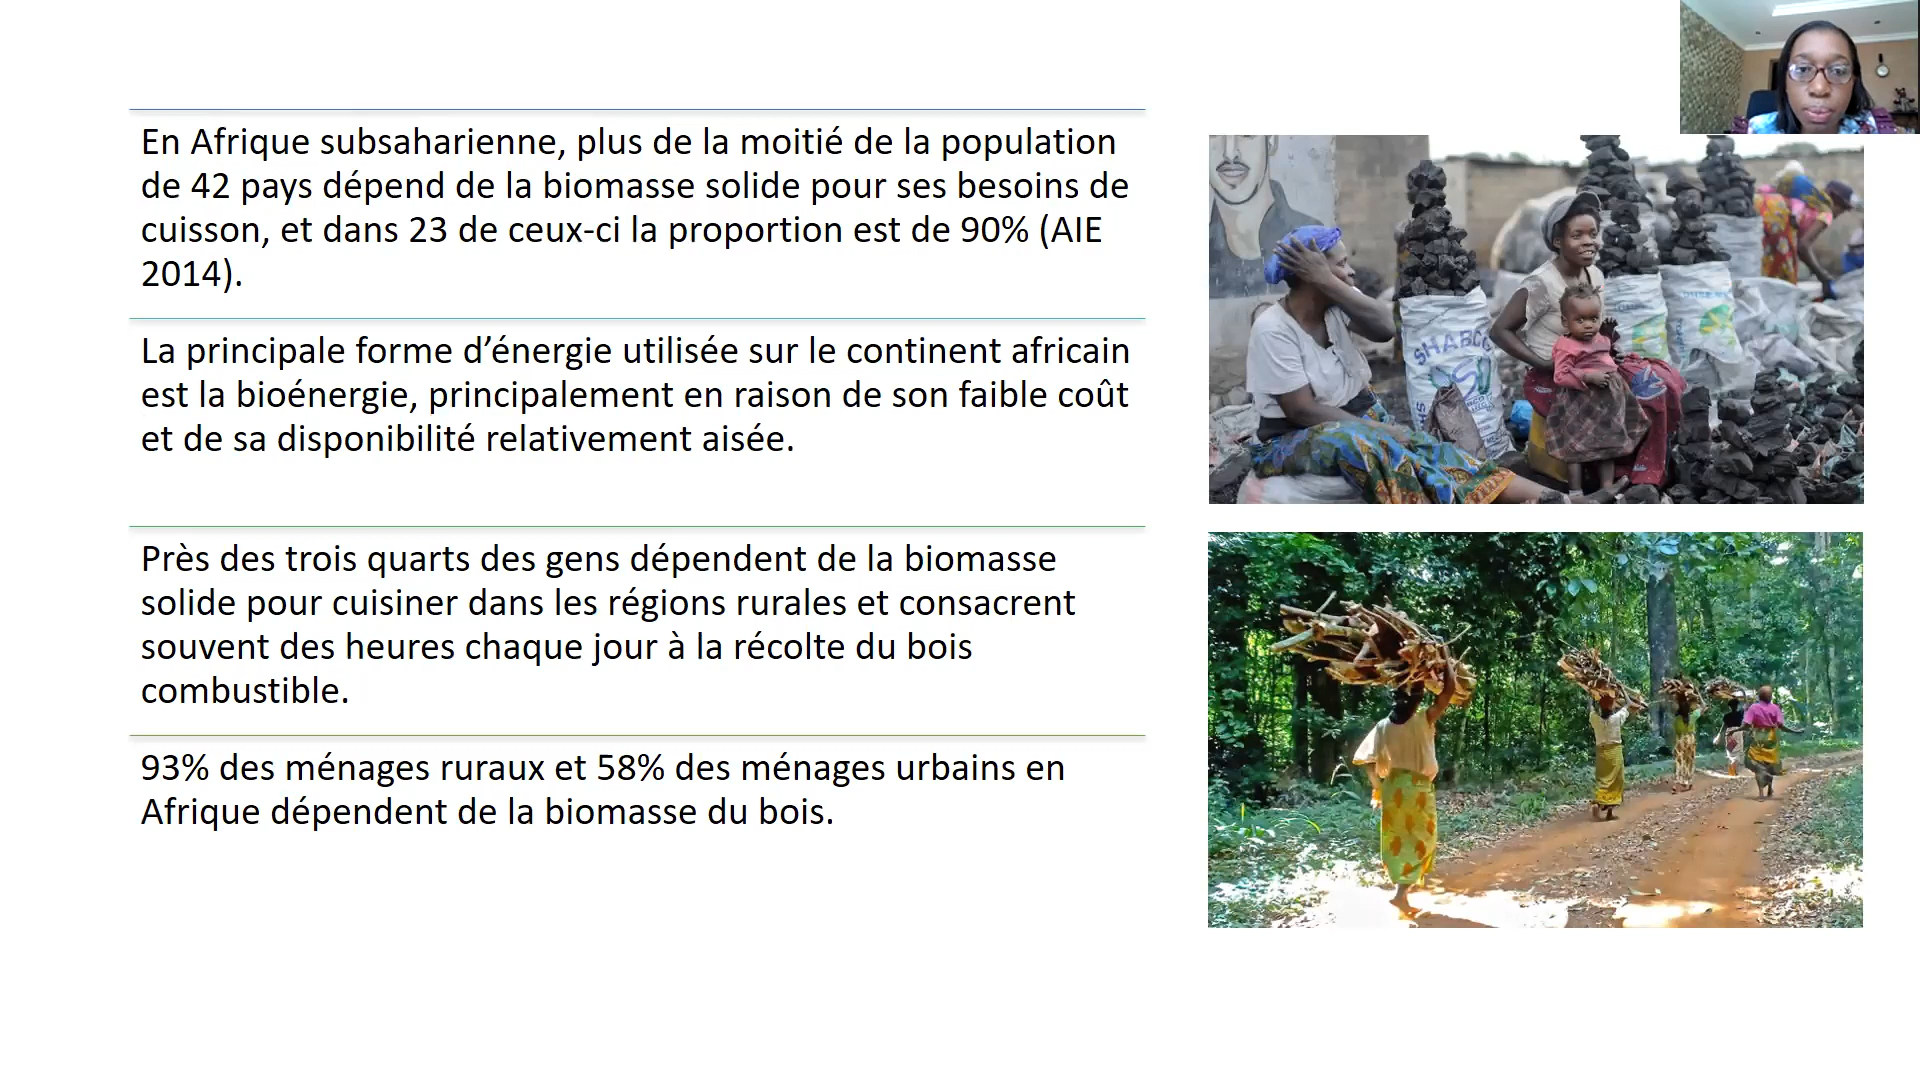 En Afrique subsaharienne, plus de la moitié de la population
de 42 pays dépend de la biomasse solide pour ses besoins de
cuisson, et dans 23 de ceux-ci la proportion est de 90% (AIE
2014).
La principale forme d’énergie utilisée sur le continent africain
est la bioénergie, principalement en raison de son faible coût
et de sa disponibilité relativement aisée.
Près des trois quarts des gens dépendent de la biomasse
solide pour cuisiner dans les régions rurales et consacrent
souvent des heures chaque jour à la récolte du bois
combustible.
93% des ménages ruraux et 58% des ménages urbains en
Afrique dépendent de la biomasse du bois.